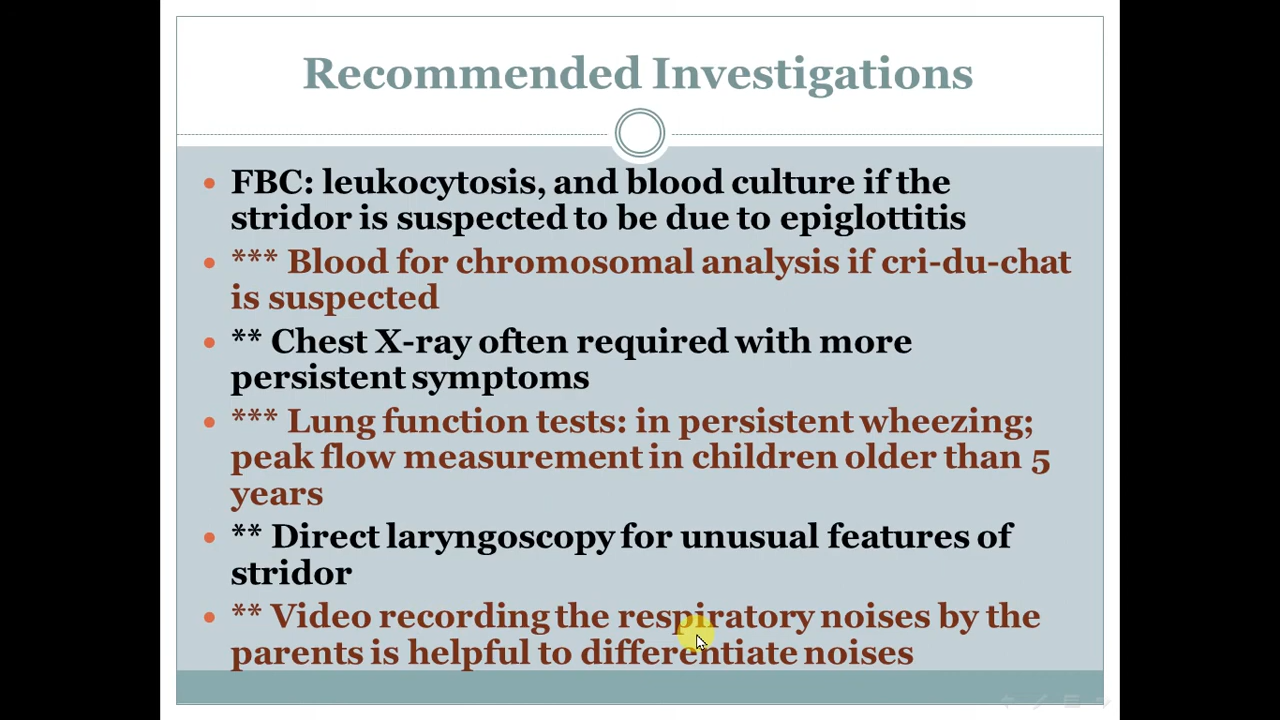 Recommended Investigations
FBC: leukocytosis, and blood culture if the
stridor is suspected to be due to epiglottitis
*** Blood for chromosomal analysis if cri-du-chat
is suspected
** Chest X-ray often required with more
persistent symptoms
*** Lung function tests: in persistent wheezing;
peak flow measurement in children older than 5
years
** Direct laryngoscopy for unusual features of
stridor
** Video recording the respiratory noises by the
parents is helpful to differentiate noises